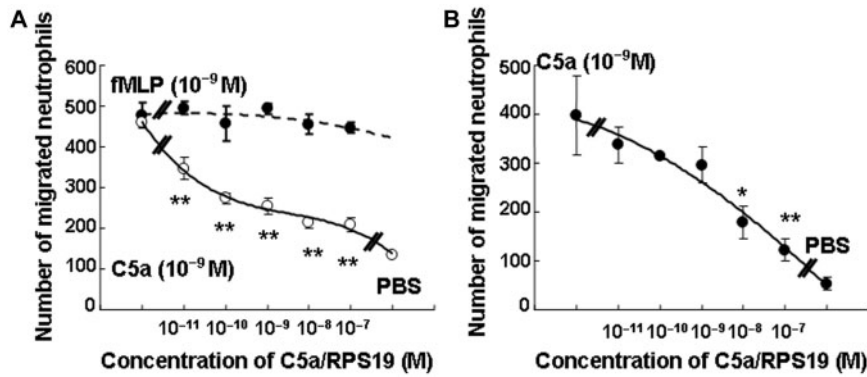 A
Number of migrated neutrophils
600
500
400
300
200
100
0
fMLP (10⁻⁹M)
**
**
**
**
**
C5a (10⁻⁹M)
PBS
10⁻¹¹ 10⁻¹⁰ 10⁻⁹ 10⁻⁸ 10⁻⁷
Concentration of C5a/RPS19 (M)
B
Number of migrated neutrophils
500
400
300
200
100
0
C5a (10⁻⁹M)
*
**
PBS
10⁻¹¹ 10⁻¹⁰ 10⁻⁹ 10⁻⁸ 10⁻⁷
Concentration of C5a/RPS19 (M)